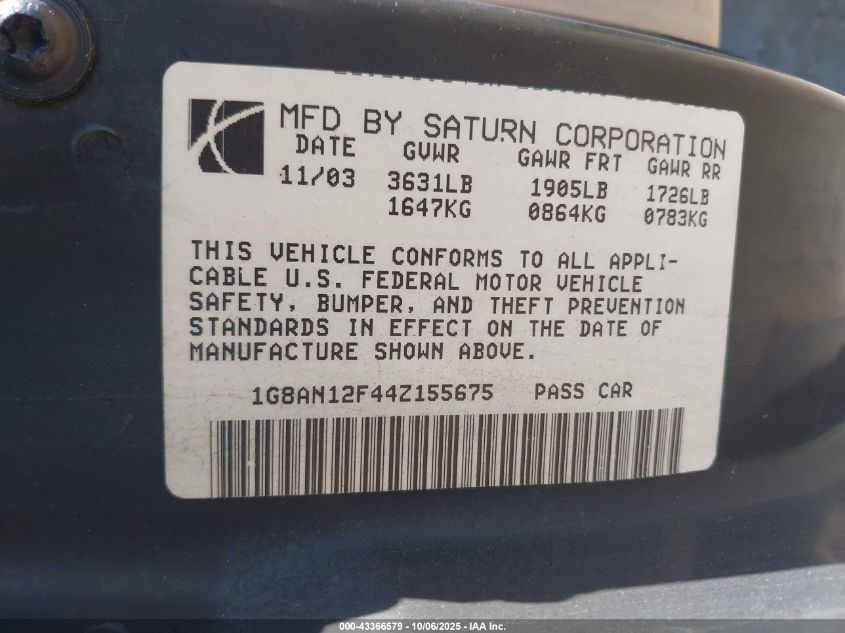 MFD BY SATURN CORPORATION
DATE GVWR GAWR FRT GAWR RR
11/03 3631LB 1905LB 1726LB
1647KG 0864KG 0783KG
THIS VEHICLE CONFORMS TO ALL APPLI-
CABLE U.S. FEDERAL MOTOR VEHICLE
SAFETY, BUMPER, AND THEFT PREVENTION
STANDARDS IN EFFECT ON THE DATE OF
MANUFACTURE SHOWN ABOVE.
1G8AN12F44Z155675 PASS CAR
000-43366579 | 10/06/2025 - IAA Inc.